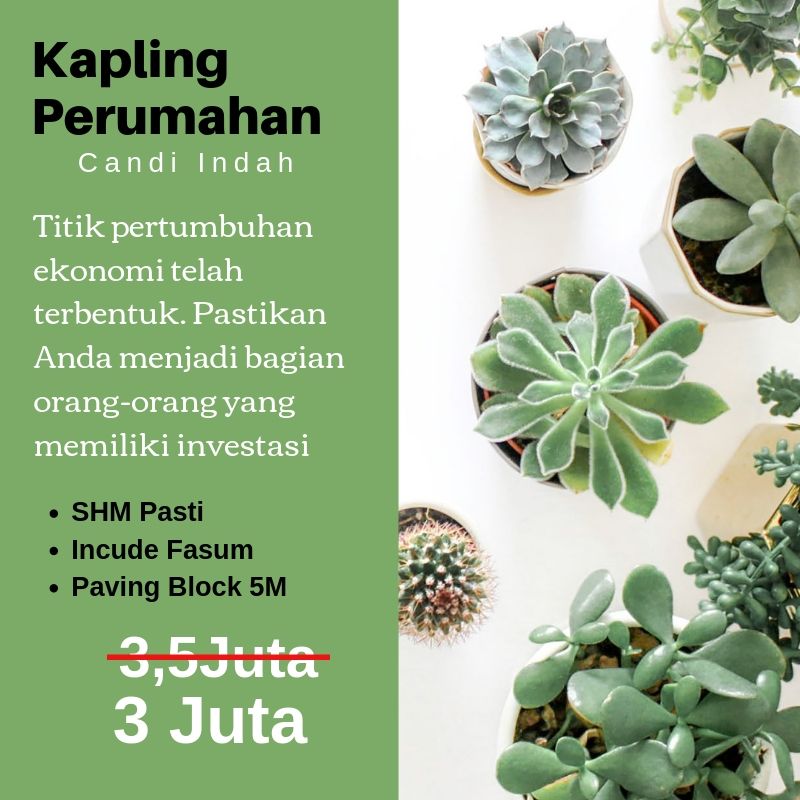 Kapling
Perumahan
Candi Indah
Titik pertumbuhan
ekonomi telah
terbentuk. Pastikan
Anda menjadi bagian
orang-orang yang
memiliki investasi
• SHM Pasti
• Incude Fasum
• Paving Block 5M
3,5Juta
3 Juta